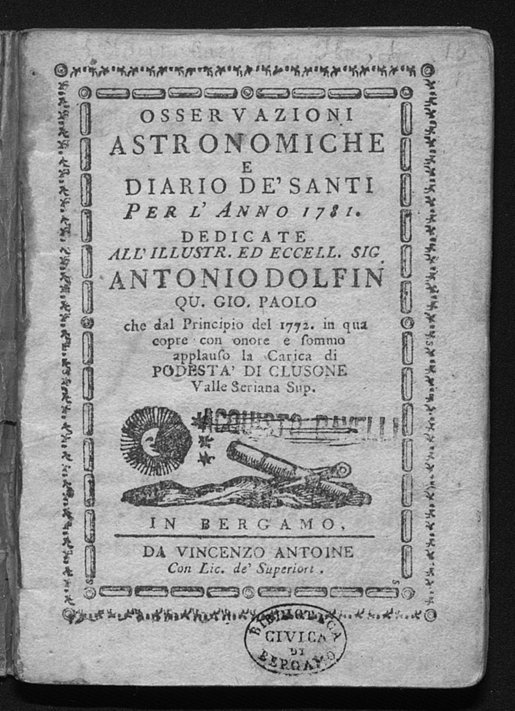 OSSERVAZIONI
ASTRONOMICHE
E
DIARIO DE' SANTI
PER L' ANNO 1781.
DEDICATE
ALL' ILLUSTR. ED ECCELL. SIG.
ANTONIO DOLFIN
QU. GIO. PAOLO
che dal Principio del 1772. in qua
copre con onore e sommo
applauso la Carica di
PODESTA' DI CLUSONE
Valle Seriana Sup.
ACQUISTO RAVELLI
IN BERGAMO,
DA VINCENZO ANTOINE
Con Lic. de' Superiori.
BIBLIOTECA
CIVICA
DI
BERGAMO